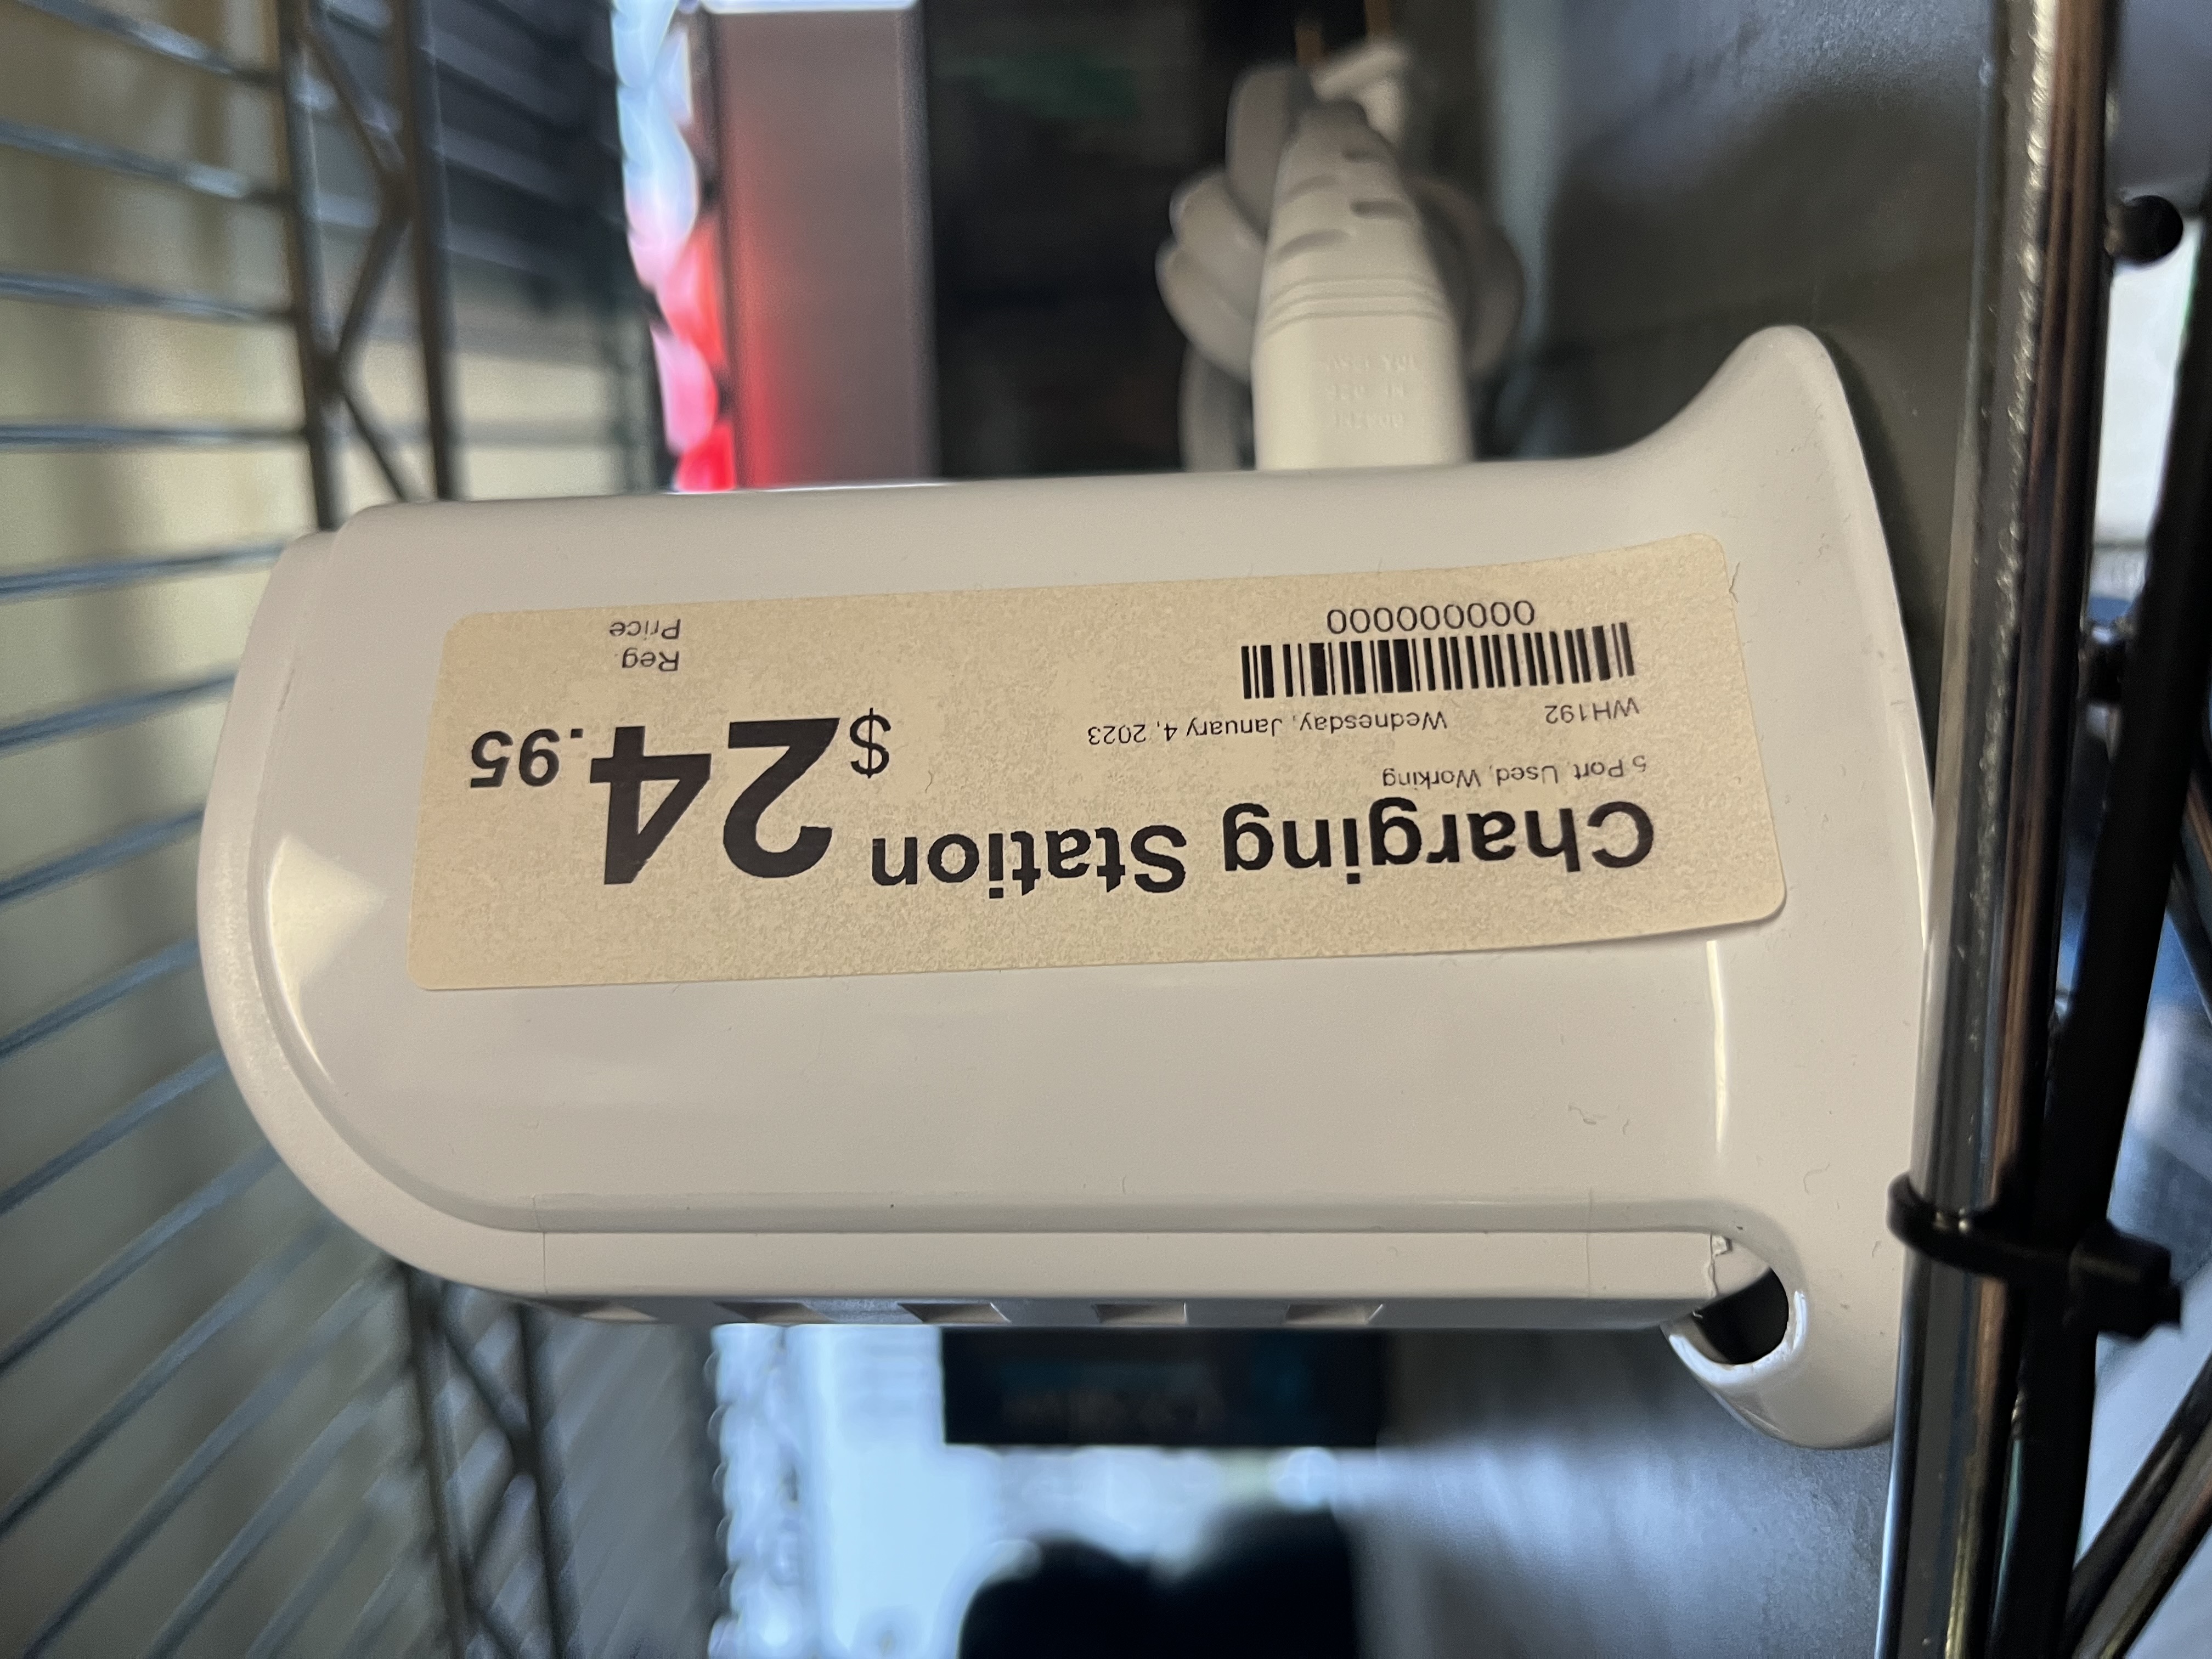 Charging Station
5 Port, Used, Working
WH192 Wednesday, January 4, 2023
000000000
$24.95
Reg.
Price